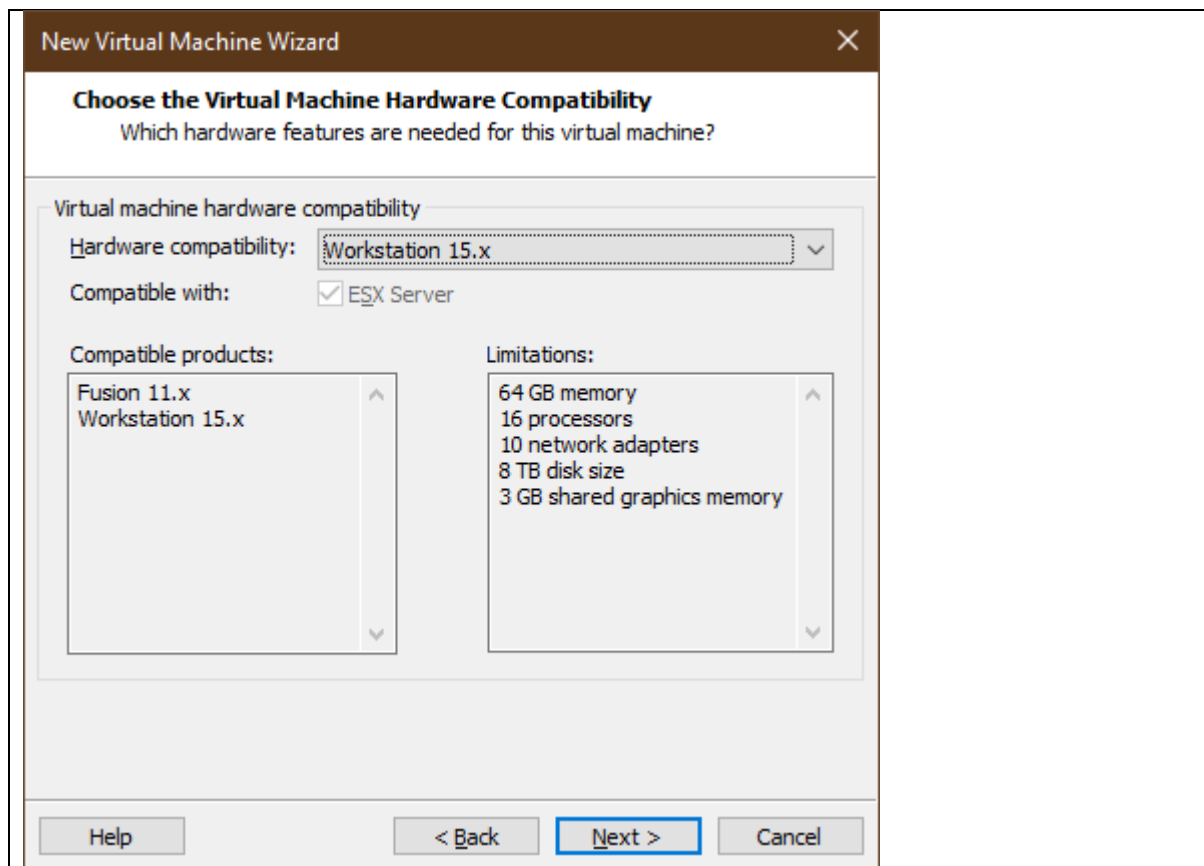 New Virtual Machine Wizard
Choose the Virtual Machine Hardware Compatibility
Which hardware features are needed for this virtual machine?
Virtual machine hardware compatibility
Hardware compatibility: Workstation 15.x
Compatible with: ESX Server
Compatible products:
Fusion 11.x
Workstation 15.x
Limitations:
64 GB memory
16 processors
10 network adapters
8 TB disk size
3 GB shared graphics memory
Help < Back Next > Cancel